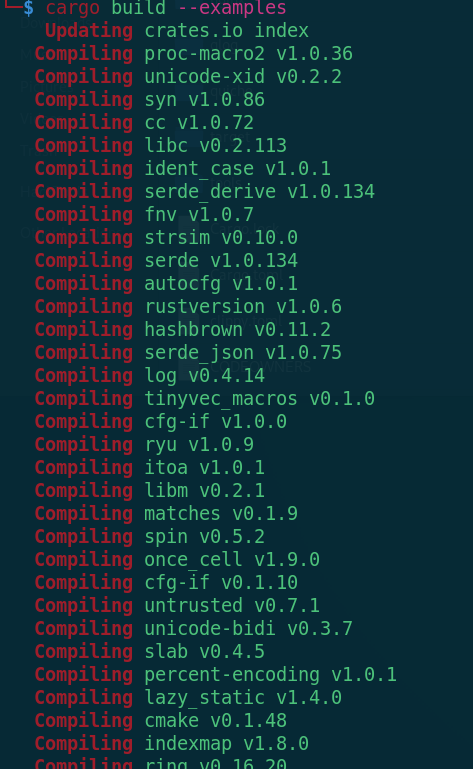 └─$ cargo build --examples
Updating crates.io index
Compiling proc-macro2 v1.0.36
Compiling unicode-xid v0.2.2
Compiling syn v1.0.86
Compiling cc v1.0.72
Compiling libc v0.2.113
Compiling ident_case v1.0.1
Compiling serde_derive v1.0.134
Compiling fnv v1.0.7
Compiling strsim v0.10.0
Compiling serde v1.0.134
Compiling autocfg v1.0.1
Compiling rustversion v1.0.6
Compiling hashbrown v0.11.2
Compiling serde_json v1.0.75
Compiling log v0.4.14
Compiling tinyvec_macros v0.1.0
Compiling cfg-if v1.0.0
Compiling ryu v1.0.9
Compiling itoa v1.0.1
Compiling libm v0.2.1
Compiling matches v0.1.9
Compiling spin v0.5.2
Compiling once_cell v1.9.0
Compiling cfg-if v0.1.10
Compiling untrusted v0.7.1
Compiling unicode-bidi v0.3.7
Compiling slab v0.4.5
Compiling percent-encoding v1.0.1
Compiling lazy_static v1.4.0
Compiling cmake v0.1.48
Compiling indexmap v1.8.0
Compiling ring v0.16.20